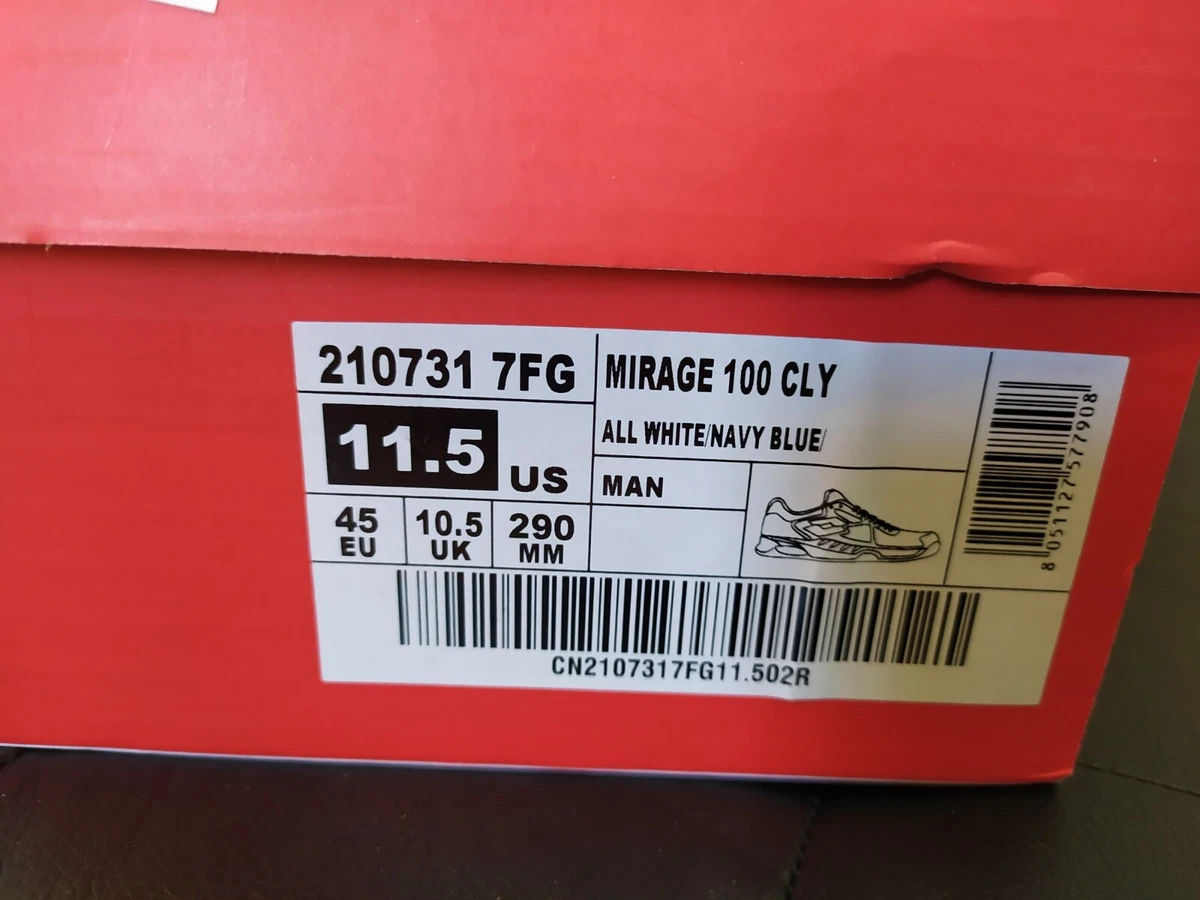 210731 7FG
11.5 US
45 EU
10.5 UK
290 MM
MIRAGE 100 CLY
ALL WHITE/NAVY BLUE/
MAN
8 051127 577908
CN2107317FG11.502R